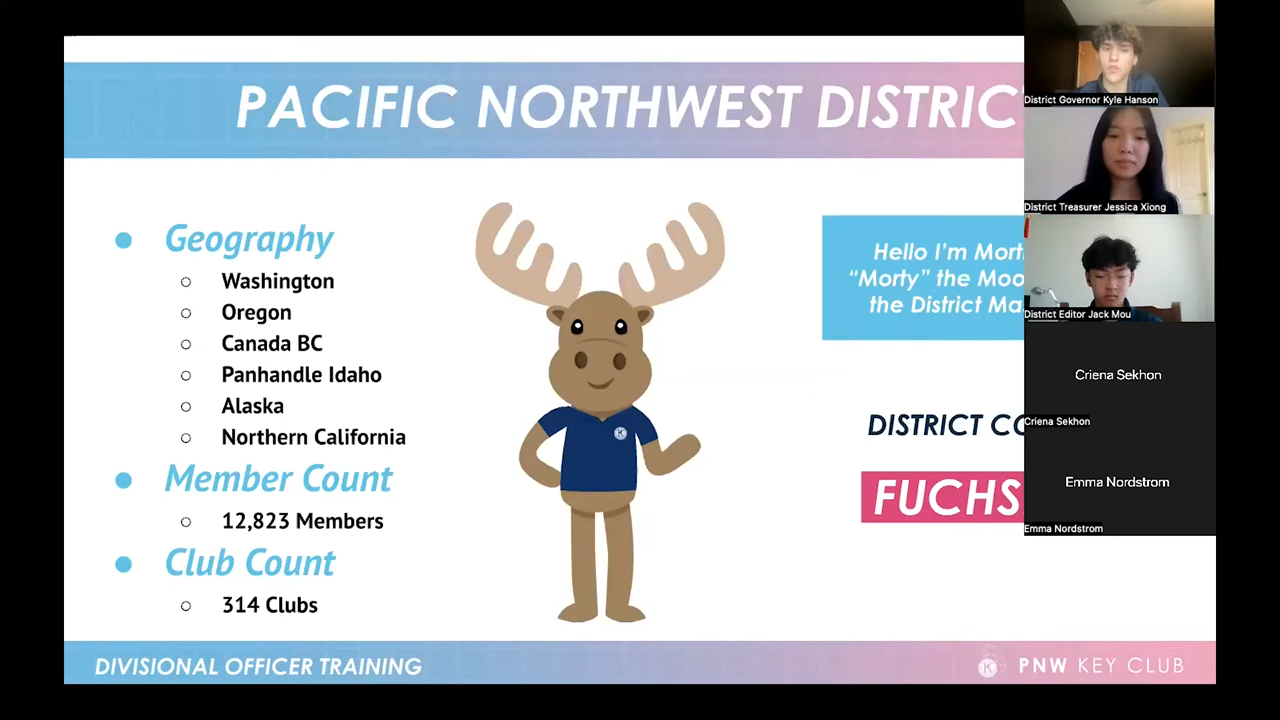 PACIFIC NORTHWEST DISTRIC
Geography
Washington
Oregon
Canada BC
Panhandle Idaho
Alaska
Northern California
Member Count
12,823 Members
Club Count
314 Clubs
Hello I'm Mort
"Morty" the Moo
the District Ma
DISTRICT CO
FUCHS
DIVISIONAL OFFICER TRAINING
K
PNW KEY CLUB
District Governor Kyle Hanson
District Treasurer Jessica Xiong
District Editor Jack Mou
Criena Sekhon
Criena Sekhon
Emma Nordstrom
Emma Nordstrom